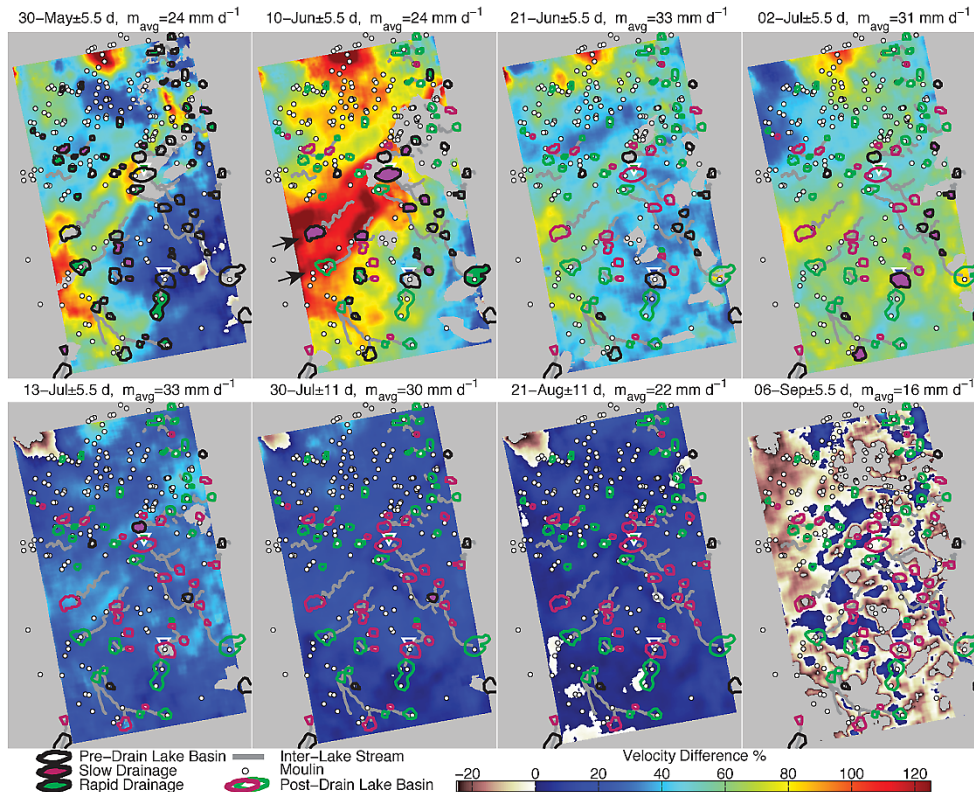 30-May±5.5 d, m_avg=24 mm d⁻¹
10-Jun±5.5 d, m_avg=24 mm d⁻¹
21-Jun±5.5 d, m_avg=33 mm d⁻¹
02-Jul±5.5 d, m_avg=31 mm d⁻¹
13-Jul±5.5 d, m_avg=33 mm d⁻¹
30-Jul±11 d, m_avg=30 mm d⁻¹
21-Aug±11 d, m_avg=22 mm d⁻¹
06-Sep±5.5 d, m_avg=16 mm d⁻¹
Pre-Drain Lake Basin
Slow Drainage
Rapid Drainage
Inter-Lake Stream
Moulin
Post-Drain Lake Basin
Velocity Difference %
-20 0 20 40 60 80 100 120